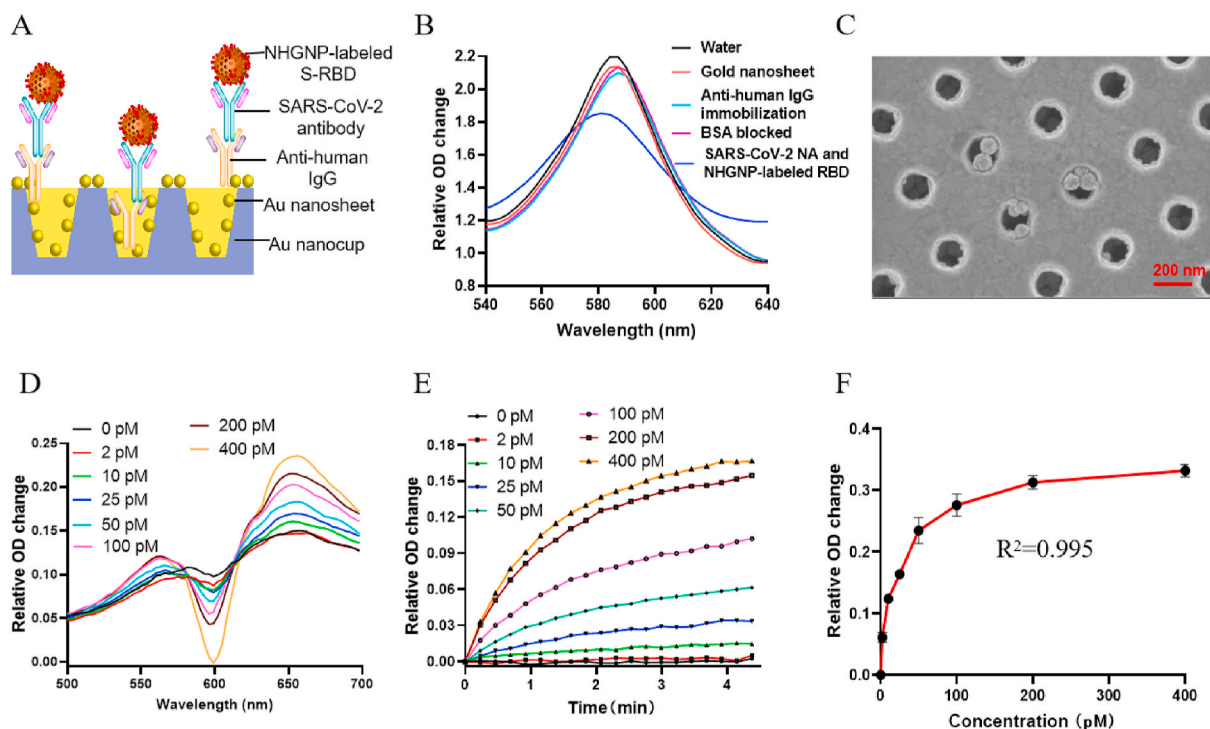 A
NHGNP-labeled
S-RBD
SARS-CoV-2
antibody
Anti-human
IgG
Au nanosheet
Au nanocup
B
Relative OD change
2.2
2.0
1.8
1.6
1.4
1.2
1.0
0.8
540
560
580
600
620
640
Wavelength (nm)
Water
Gold nanosheet
Anti-human IgG
immobilization
BSA blocked
SARS-CoV-2 NA and
NHGNP-labeled RBD
C
200 nm
D
0 pM
2 pM
10 pM
25 pM
50 pM
100 pM
200 pM
400 pM
Relative OD change
0.25
0.20
0.15
0.10
0.05
0.00
500
550
600
650
700
Wavelength (nm)
E
0 pM
2 pM
10 pM
25 pM
50 pM
100 pM
200 pM
400 pM
Relative OD change
0.18
0.15
0.12
0.09
0.06
0.03
0.00
0
1
2
3
4
Time(min)
F
Relative OD change
0.4
0.3
0.2
0.1
0.0
0
100
200
300
400
R²=0.995
Concentration (pM)